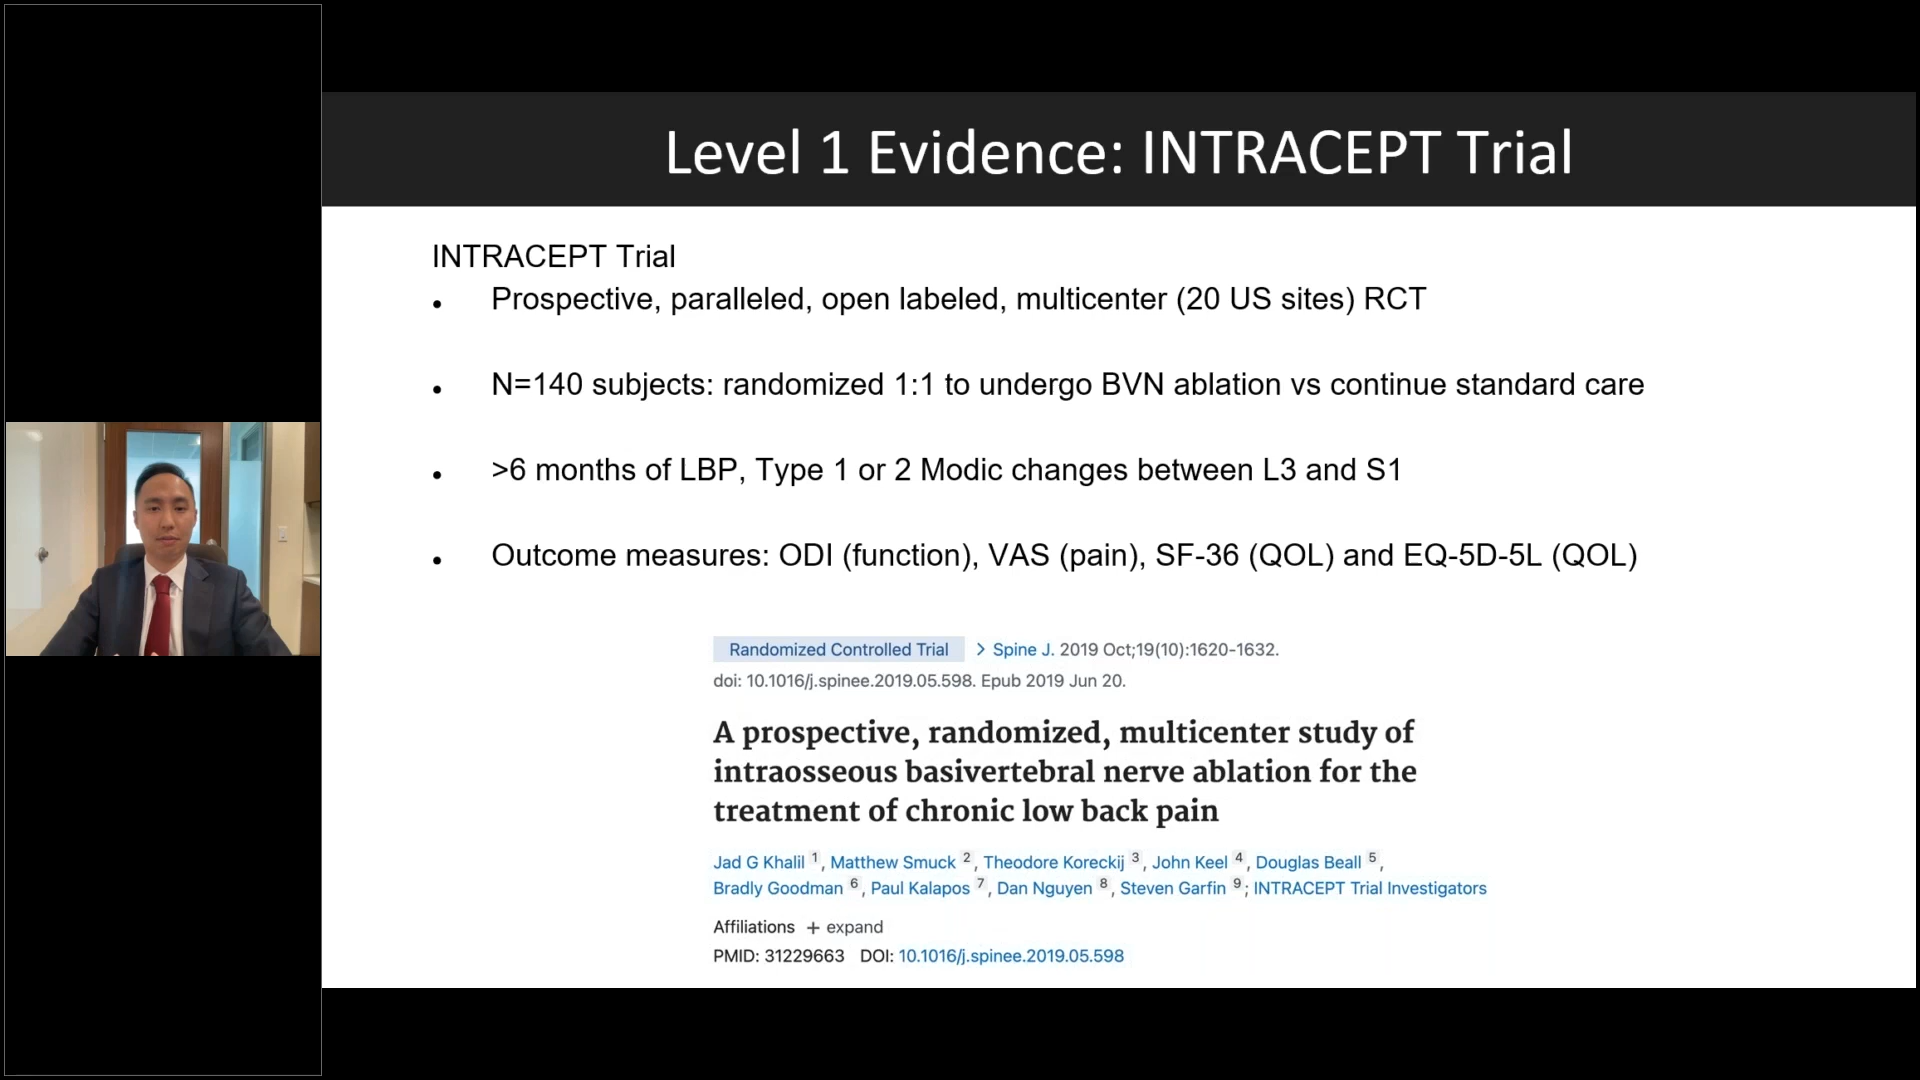 Level 1 Evidence: INTRACEPT Trial
INTRACEPT Trial
• Prospective, paralleled, open labeled, multicenter (20 US sites) RCT
• N=140 subjects: randomized 1:1 to undergo BVN ablation vs continue standard care
• >6 months of LBP, Type 1 or 2 Modic changes between L3 and S1
• Outcome measures: ODI (function), VAS (pain), SF-36 (QOL) and EQ-5D-5L (QOL)
Randomized Controlled Trial > Spine J. 2019 Oct;19(10):1620-1632.
doi: 10.1016/j.spinee.2019.05.598. Epub 2019 Jun 20.
A prospective, randomized, multicenter study of
intraosseous basivertebral nerve ablation for the
treatment of chronic low back pain
Jad G Khalil 1, Matthew Smuck 2, Theodore Koreckij 3, John Keel 4, Douglas Beall 5,
Bradly Goodman 6, Paul Kalapos 7, Dan Nguyen 8, Steven Garfin 9; INTRACEPT Trial Investigators
Affiliations + expand
PMID: 31229663 DOI: 10.1016/j.spinee.2019.05.598